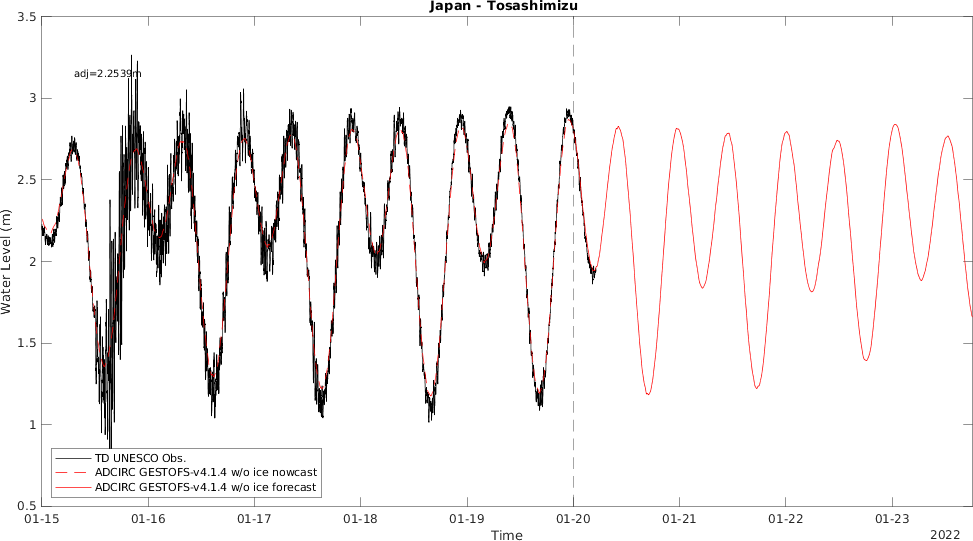 Japan - Tosashimizu
3.5
adj=2.2539m
3
2.5
2
1.5
1
0.5
Water Level (m)
TD UNESCO Obs.
ADCIRC GESTOFS-v4.1.4 w/o ice nowcast
ADCIRC GESTOFS-v4.1.4 w/o ice forecast
01-15 01-16 01-17 01-18 01-19 01-20 01-21 01-22 01-23
Time
2022